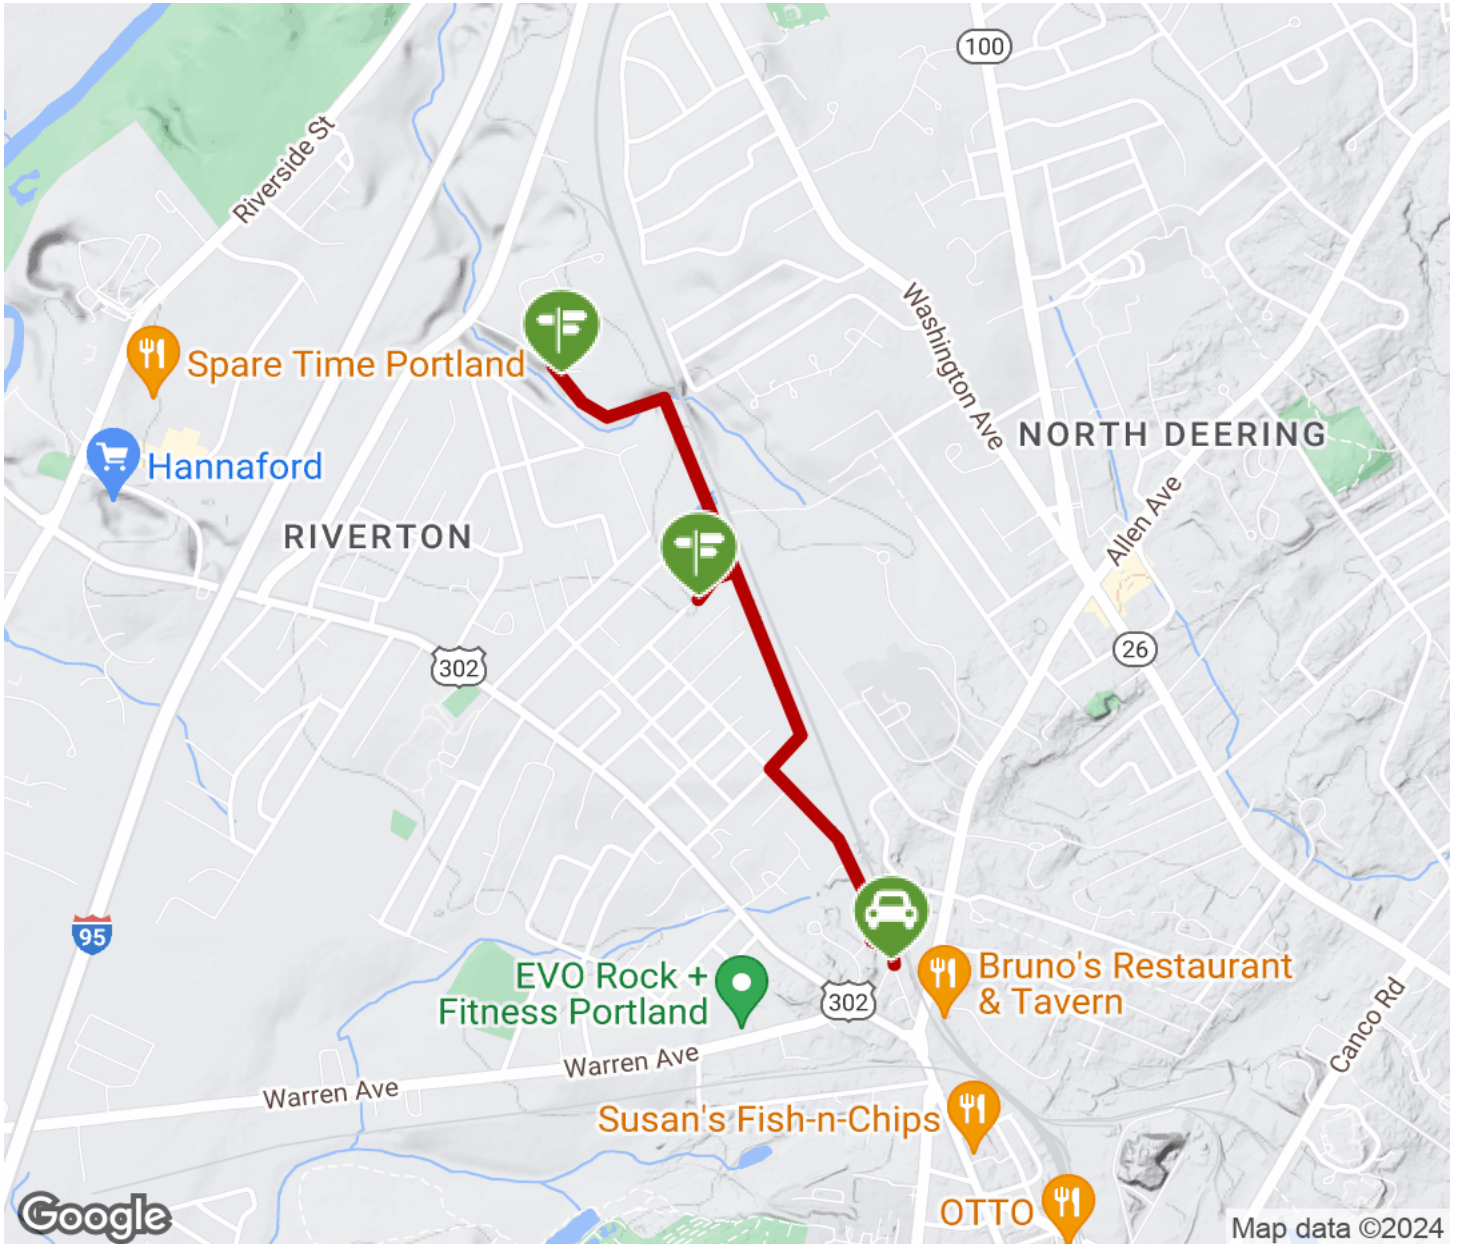 100
Riverside St
Washington Ave
Spare Time Portland
NORTH DEERING
Hannaford
Allen Ave
RIVERTON
26
302
95
EVO Rock +
Fitness Portland
Bruno's Restaurant
& Tavern
302
Canco Rd
Warren Ave
Warren Ave
Susan's Fish-n-Chips
OTTO
Google
Map data ©2024